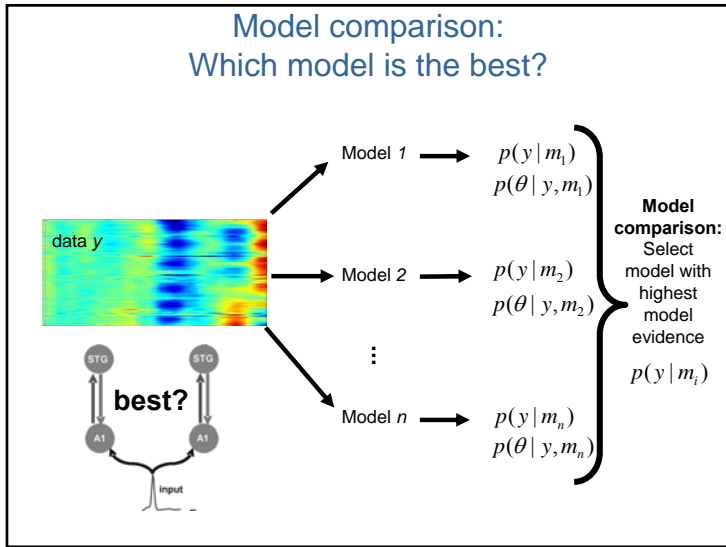 Model comparison:
Which model is the best?
data y
Model 1
p(y | m₁)
p(θ | y, m₁)
Model 2
p(y | m₂)
p(θ | y, m₂)
⋮
Model n
p(y | mₙ)
p(θ | y, mₙ)
Model
comparison:
Select
model with
highest
model
evidence
p(y | mᵢ)
STG
STG
best?
A1
A1
input